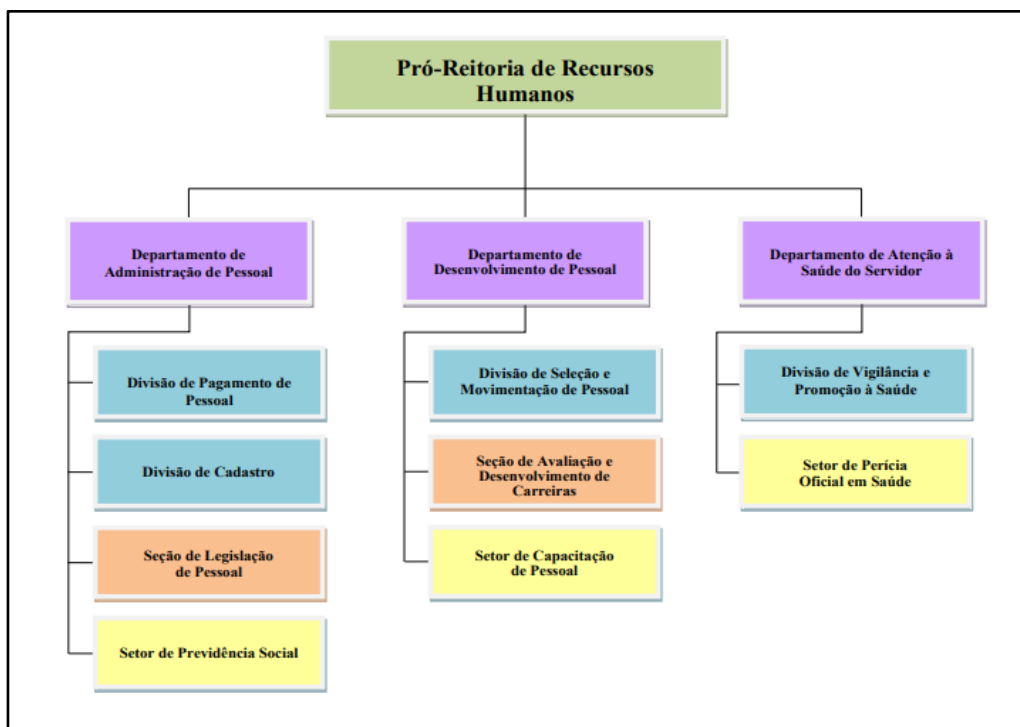 Pró-Reitoria de Recursos
Humanos
Departamento de
Administração de Pessoal
Departamento de
Desenvolvimento de Pessoal
Departamento de Atenção à
Saúde do Servidor
Divisão de Pagamento de
Pessoal
Divisão de Cadastro
Seção de Legislação
de Pessoal
Setor de Previdência Social
Divisão de Seleção e
Movimentação de Pessoal
Seção de Avaliação e
Desenvolvimento de
Carreiras
Setor de Capacitação
de Pessoal
Divisão de Vigilância e
Promoção à Saúde
Setor de Perícia
Oficial em Saúde